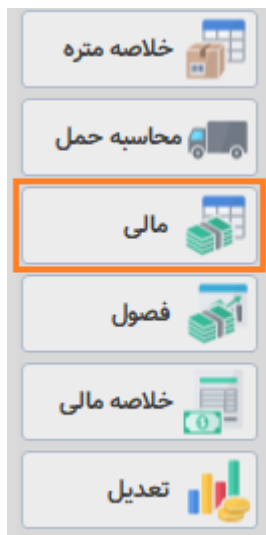 خلاصه متره
محاسبه حمل
مالی
فصول
خلاصه مالی
تعدیل